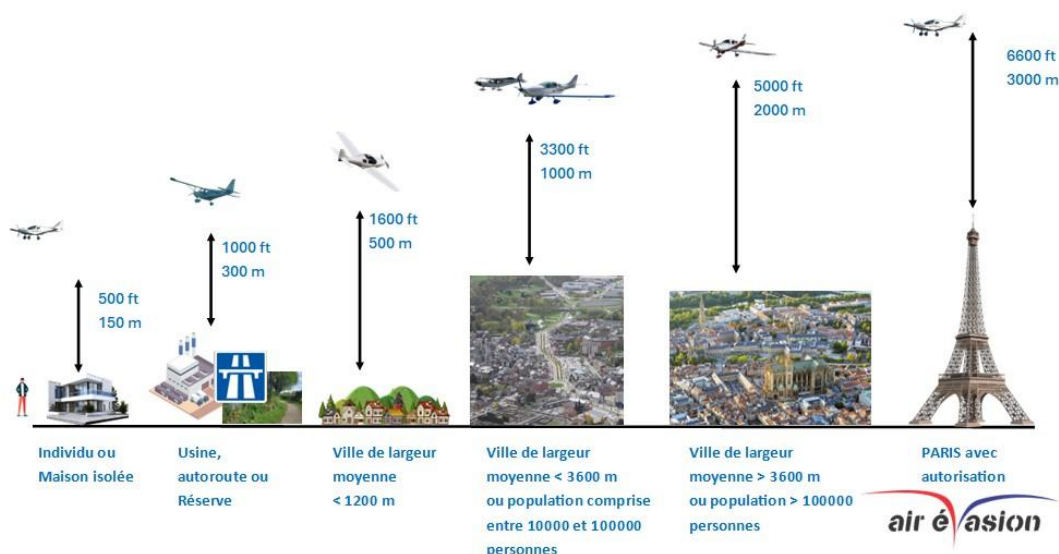 6600 ft
3000 m
5000 ft
2000 m
3300 ft
1000 m
1600 ft
500 m
1000 ft
300 m
500 ft
150 m
Individu ou
Maison isolée
Usine,
autoroute ou
Réserve
Ville de largeur
moyenne
< 1200 m
Ville de largeur
moyenne < 3600 m
ou population comprise
entre 10000 et 100000
personnes
Ville de largeur
moyenne > 3600 m
ou population > 100000
personnes
PARIS avec
autorisation
air évasion